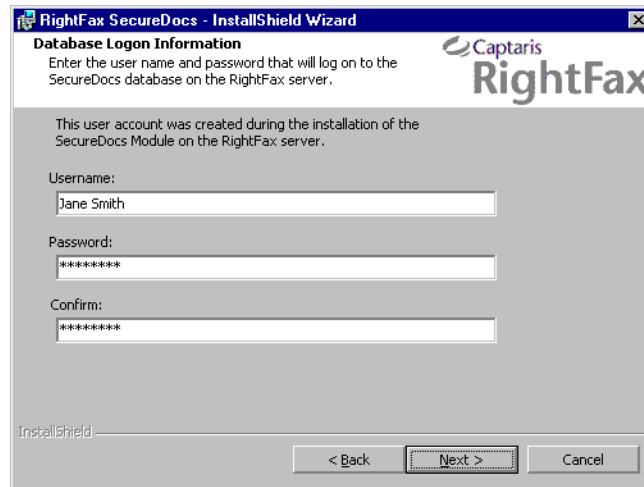 RightFax SecureDocs - InstallShield Wizard
Database Logon Information
Enter the user name and password that will log on to the
SecureDocs database on the RightFax server.
Captaris
RightFax
This user account was created during the installation of the
SecureDocs Module on the RightFax server.
Username:
Jane Smith
Password:
********
Confirm:
********
InstallShield
< Back
Next >
Cancel